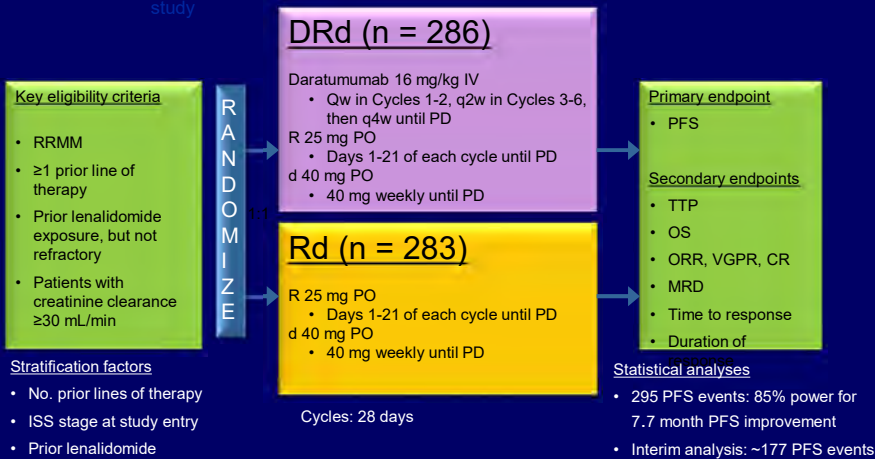 study
Key eligibility criteria
• RRMM
• ≥1 prior line of
therapy
• Prior lenalidomide
exposure, but not
refractory
• Patients with
creatinine clearance
≥30 mL/min
Stratification factors
• No. prior lines of therapy
• ISS stage at study entry
• Prior lenalidomide
RANDOMIZE
1:1
DRd (n = 286)
Daratumumab 16 mg/kg IV
• Qw in Cycles 1-2, q2w in Cycles 3-6,
then q4w until PD
R 25 mg PO
• Days 1-21 of each cycle until PD
d 40 mg PO
• 40 mg weekly until PD
Rd (n = 283)
R 25 mg PO
• Days 1-21 of each cycle until PD
d 40 mg PO
• 40 mg weekly until PD
Cycles: 28 days
Primary endpoint
• PFS
Secondary endpoints
• TTP
• OS
• ORR, VGPR, CR
• MRD
• Time to response
• Duration of
response
Statistical analyses
• 295 PFS events: 85% power for
7.7 month PFS improvement
• Interim analysis: ~177 PFS events